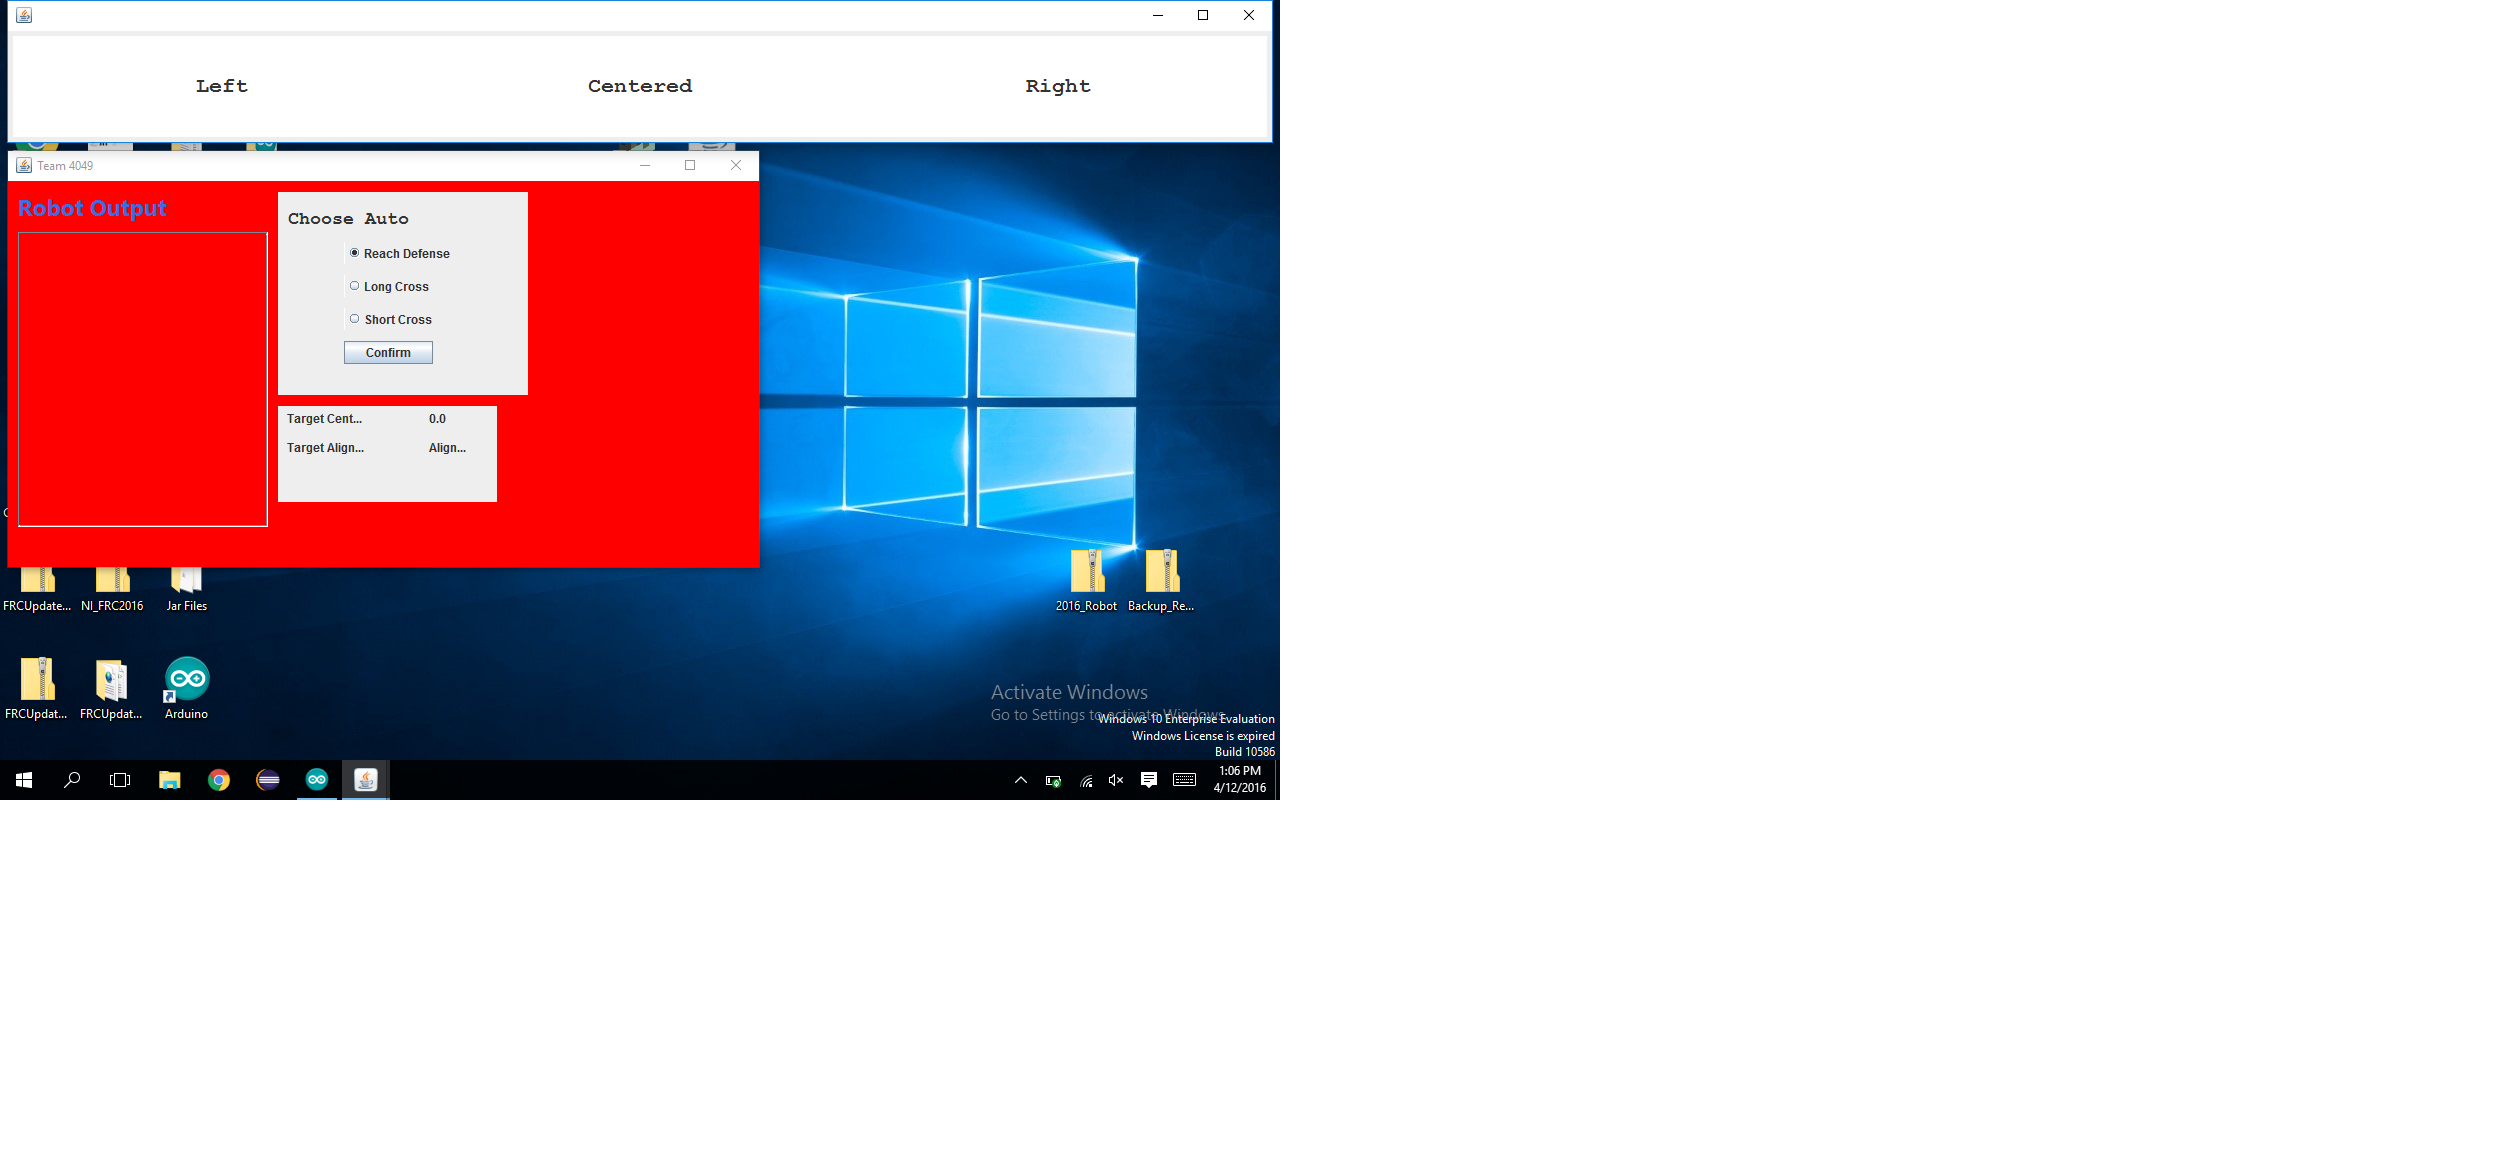 Left Centered Right
Team 4049
Robot Output
Choose Auto
Reach Defense
Long Cross
Short Cross
Confirm
Target Cent... 0.0
Target Align... Align...
FRCUpdate... NI_FRC2016 Jar Files
2016_Robot Backup_Re...
FRCUpdat... FRCUpdat... Arduino
Activate Windows
Go to Settings to activate Windows.
Windows 10 Enterprise Evaluation
Windows License is expired
Build 10586
1:06 PM
4/12/2016